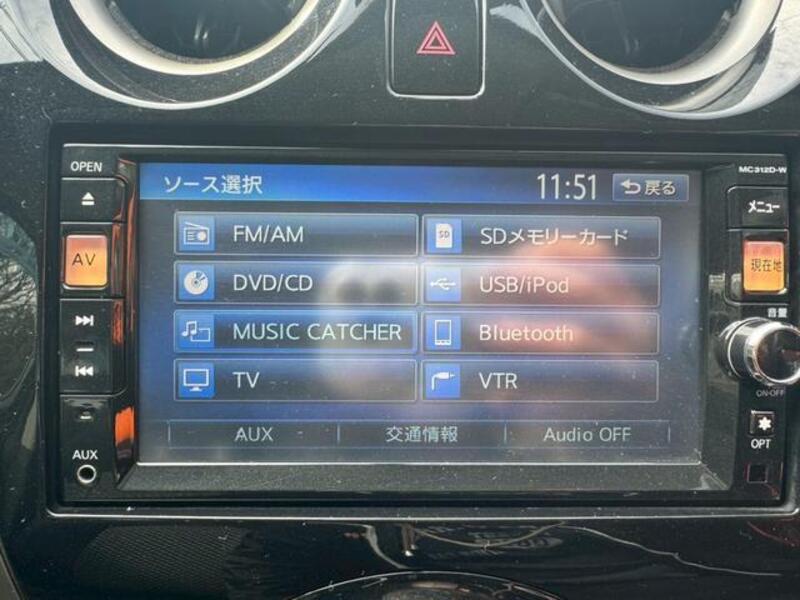 OPEN
MC312D-W
ソース選択 11:51 戻る
メニュー
AV
現在地
FM/AM
SD
SDメモリーカード
DVD/CD
USB/iPod
MUSIC CATCHER
Bluetooth
TV
VTR
AUX 交通情報 Audio OFF
音量
ON-OFF
OPT
AUX